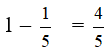 1 - 1/5 = 4/5